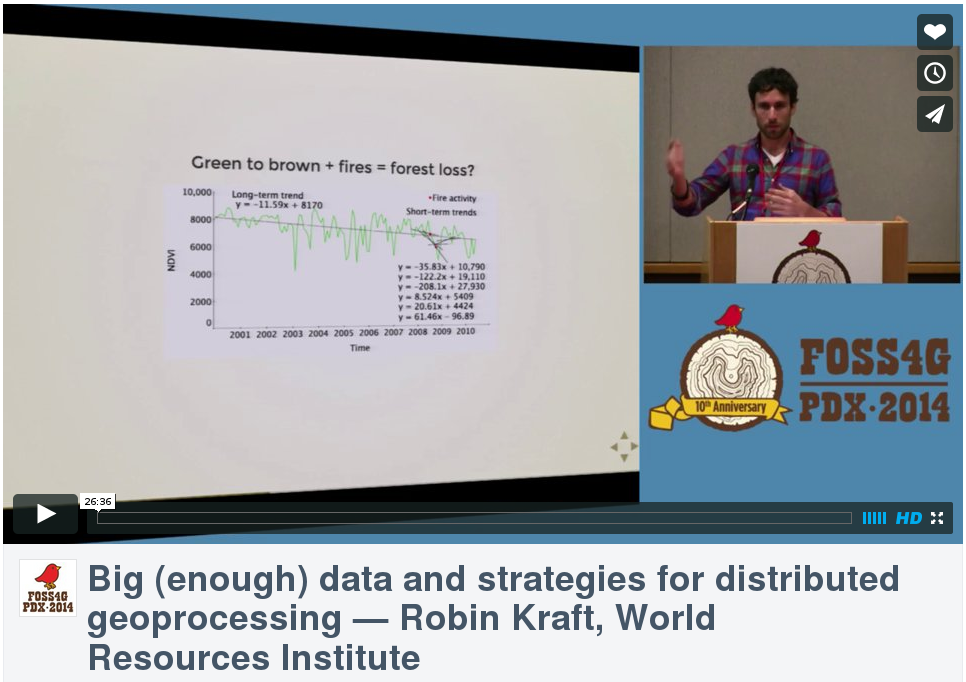 Green to brown + fires = forest loss?
10,000
8000
6000
4000
2000
0
NDVI
Long-term trend
y = -11.59x + 8170
•Fire activity
Short-term trends
y = -35.83x + 10,790
y = -122.2x + 19,110
y = -208.1x + 27,930
y = 8.524x + 5409
y = 20.61x + 4424
y = 61.46x - 96.89
2001 2002 2003 2004 2005 2006 2007 2008 2009 2010
Time
10th Anniversary
FOSS4G
PDX·2014
26:36
HD
FOSS4G
PDX·2014
Big (enough) data and strategies for distributed
geoprocessing — Robin Kraft, World
Resources Institute